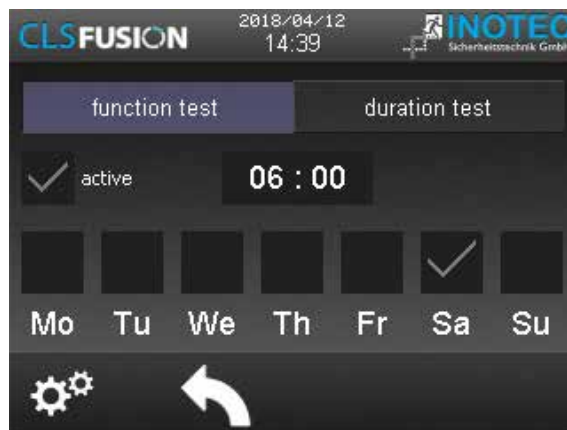 CLSFUSION
2018/04/12
14:39
INOTEC
Sicherheitstechnik GmbH
function test
duration test
active
06 : 00
Mo Tu We Th Fr Sa Su